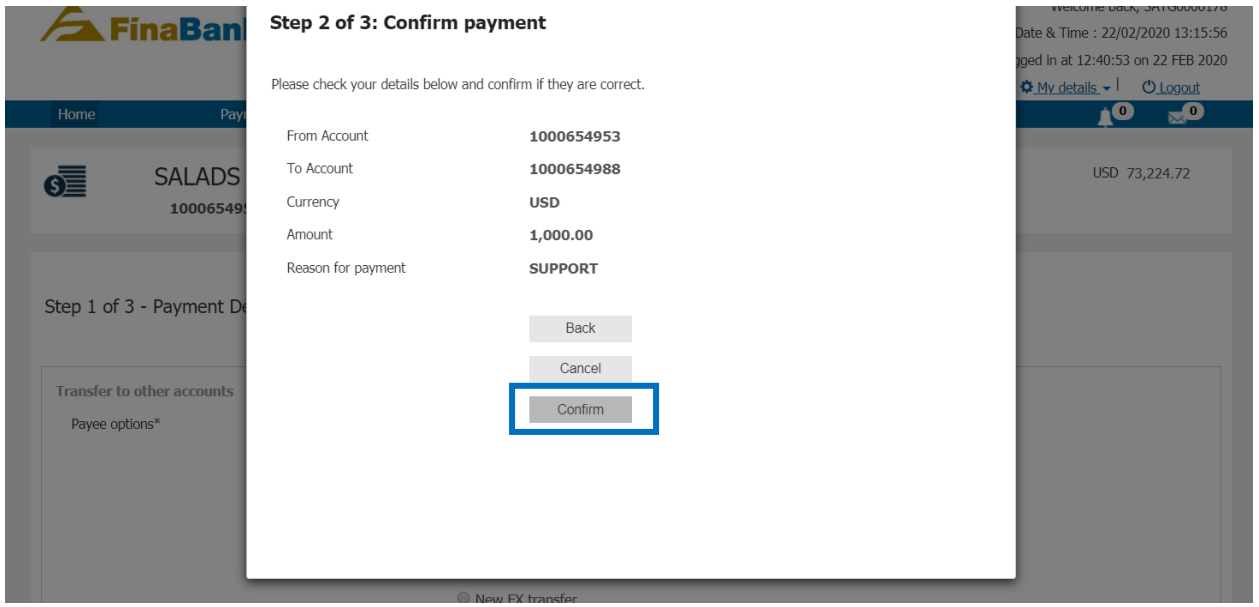 FinaBank
Step 2 of 3: Confirm payment
Welcome back, SATG0000178
Date & Time : 22/02/2020 13:15:56
gged in at 12:40:53 on 22 FEB 2020
My details
Logout
Please check your details below and confirm if they are correct.
Home
Pay
0
0
From Account 1000654953
To Account 1000654988
Currency USD
Amount 1,000.00
Reason for payment SUPPORT
SALADS
10006549
USD 73,224.72
Step 1 of 3 - Payment De
Back
Cancel
Confirm
Transfer to other accounts
Payee options*
New FX transfer